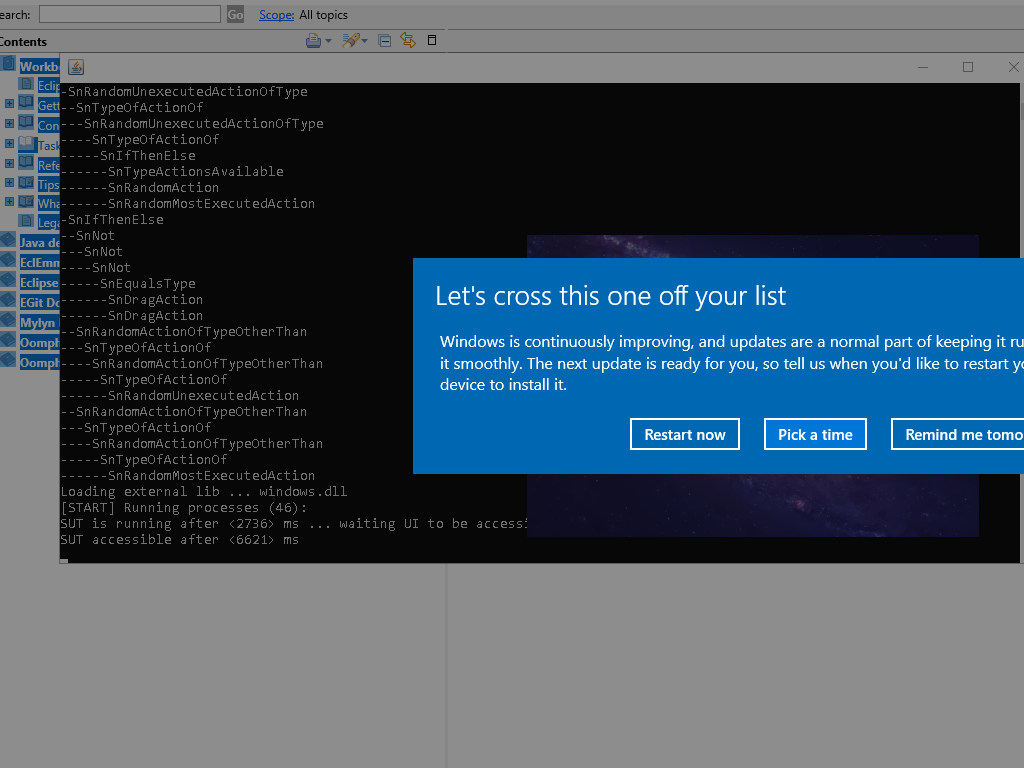 earch:
Go
Scope: All topics
Contents
Workb
Eclip
Gett
Con
Task
Refe
Tips
Wha
Lega
Java de
EclEmm
Eclipse
EGit Do
Mylyn
Oomph
Oomph
-SnRandomUnexecutedActionOfType
--SnTypeOfActionOf
---SnRandomUnexecutedActionOfType
----SnTypeOfActionOf
-----SnIfThenElse
------SnTypeActionsAvailable
------SnRandomAction
------SnRandomMostExecutedAction
-SnIfThenElse
--SnNot
---SnNot
----SnNot
-----SnEqualsType
------SnDragAction
------SnDragAction
--SnRandomActionOfTypeOtherThan
---SnTypeOfActionOf
----SnRandomActionOfTypeOtherThan
-----SnTypeOfActionOf
------SnRandomUnexecutedAction
--SnRandomActionOfTypeOtherThan
---SnTypeOfActionOf
----SnRandomActionOfTypeOtherThan
-----SnTypeOfActionOf
------SnRandomMostExecutedAction
Loading external lib ... windows.dll
[START] Running processes (46):
SUT is running after <2736> ms ... waiting UI to be accessi
SUT accessible after <6621> ms
Let's cross this one off your list
Windows is continuously improving, and updates are a normal part of keeping it ru
it smoothly. The next update is ready for you, so tell us when you'd like to restart yo
device to install it.
Restart now
Pick a time
Remind me tomo